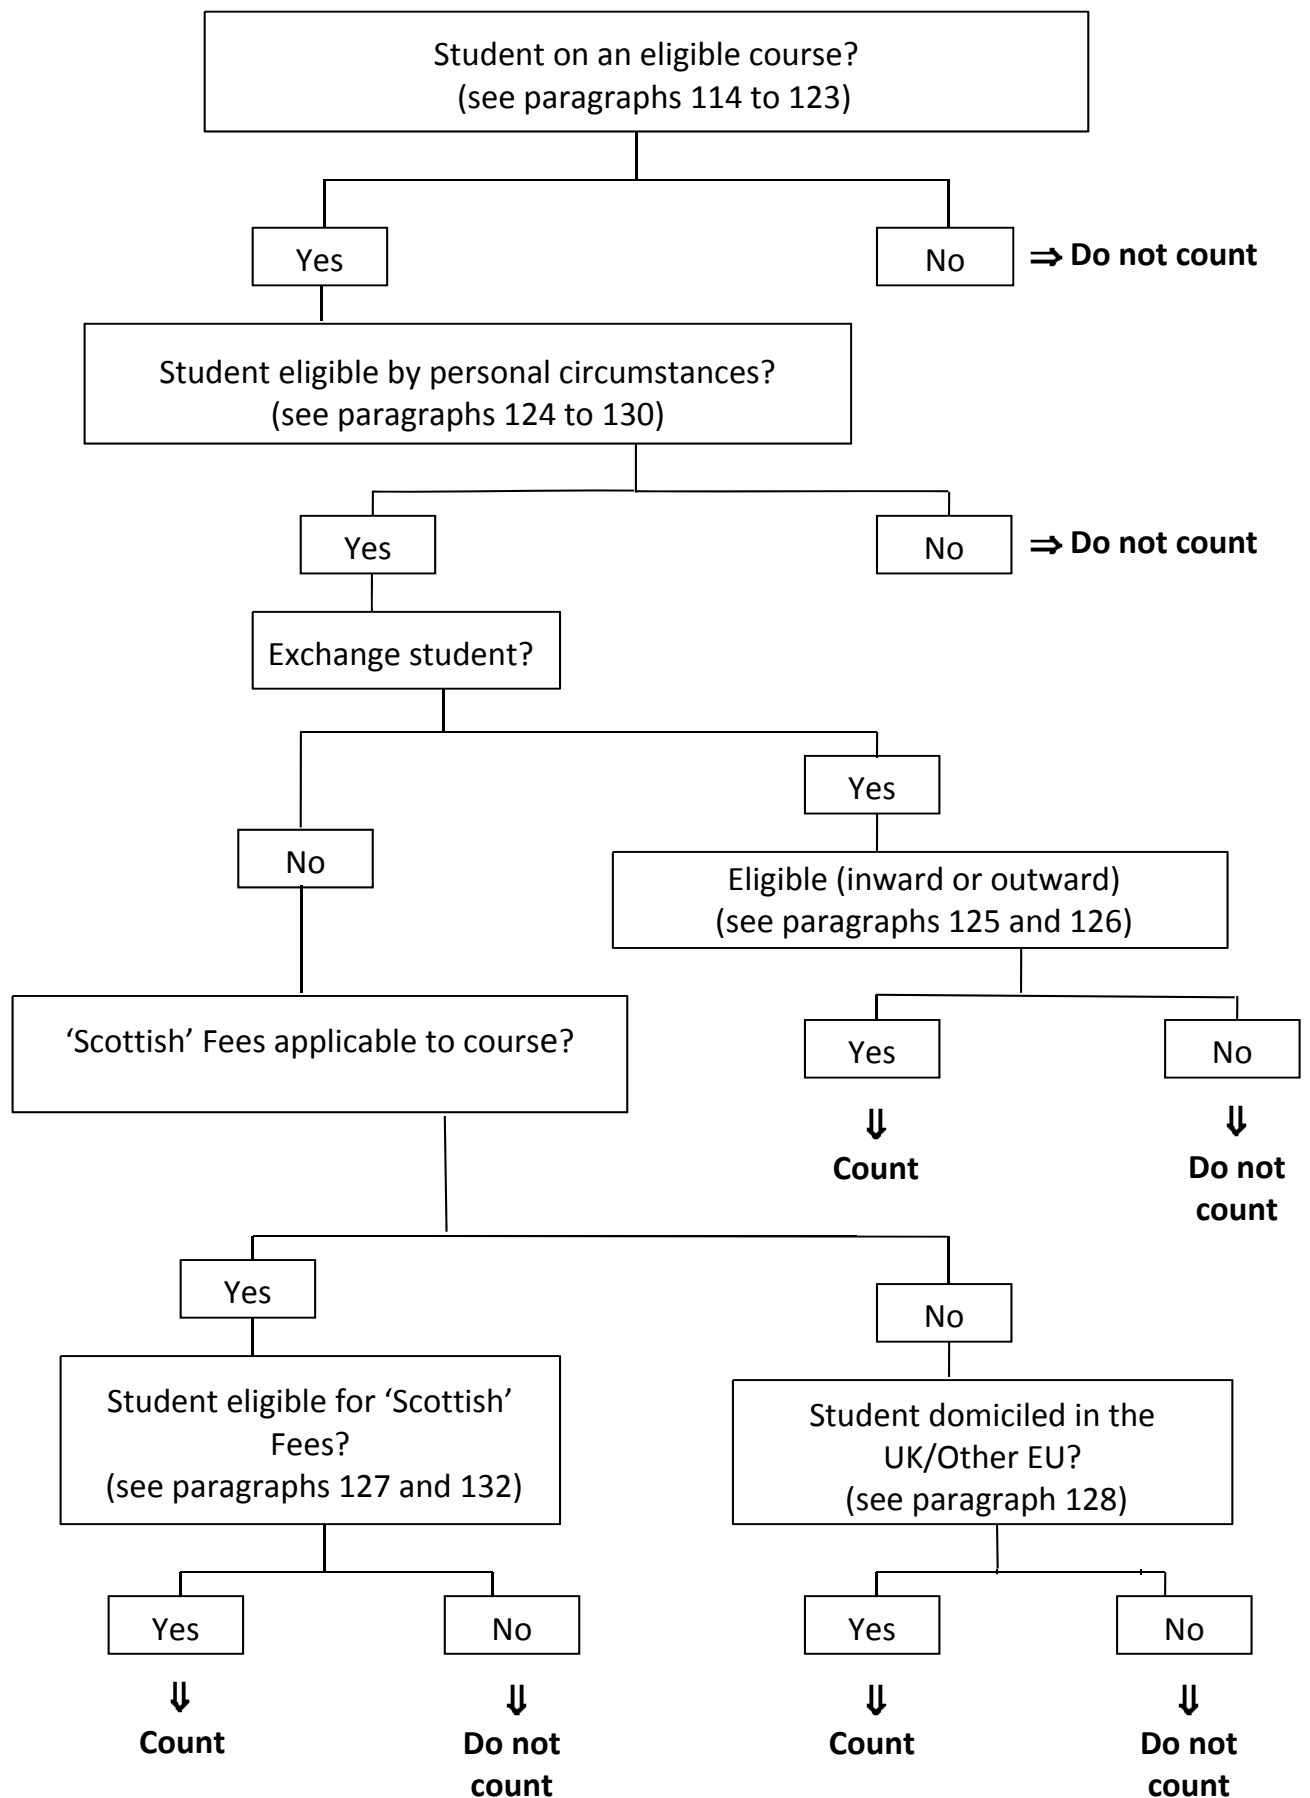 Student on an eligible course?
(see paragraphs 114 to 123)
Yes
No
⇒ Do not count
Student eligible by personal circumstances?
(see paragraphs 124 to 130)
Yes
No
⇒ Do not count
Exchange student?
Yes
No
Eligible (inward or outward)
(see paragraphs 125 and 126)
‘Scottish’ Fees applicable to course?
Yes
No
⇓
⇓
Count
Do not
count
Yes
No
Student eligible for ‘Scottish’
Fees?
(see paragraphs 127 and 132)
Student domiciled in the
UK/Other EU?
(see paragraph 128)
Yes
No
Yes
No
⇓
⇓
⇓
⇓
Count
Do not
count
Count
Do not
count